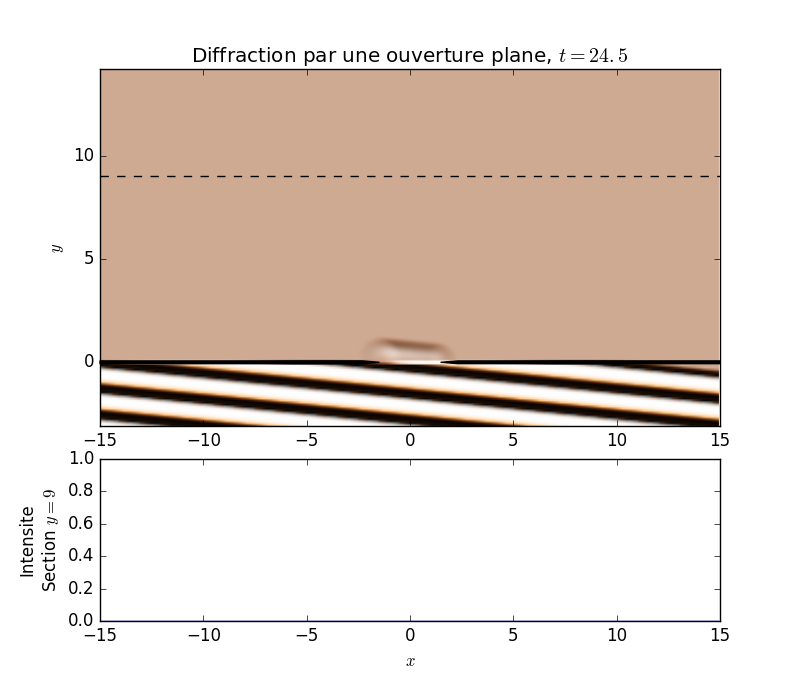 Diffraction par une ouverture plane, t = 24.5
10
5
0
y
−15 −10 −5 0 5 10 15
1.0
0.8
0.6
0.4
0.2
0.0
Intensite
Section y = 9
−15 −10 −5 0 5 10 15
x